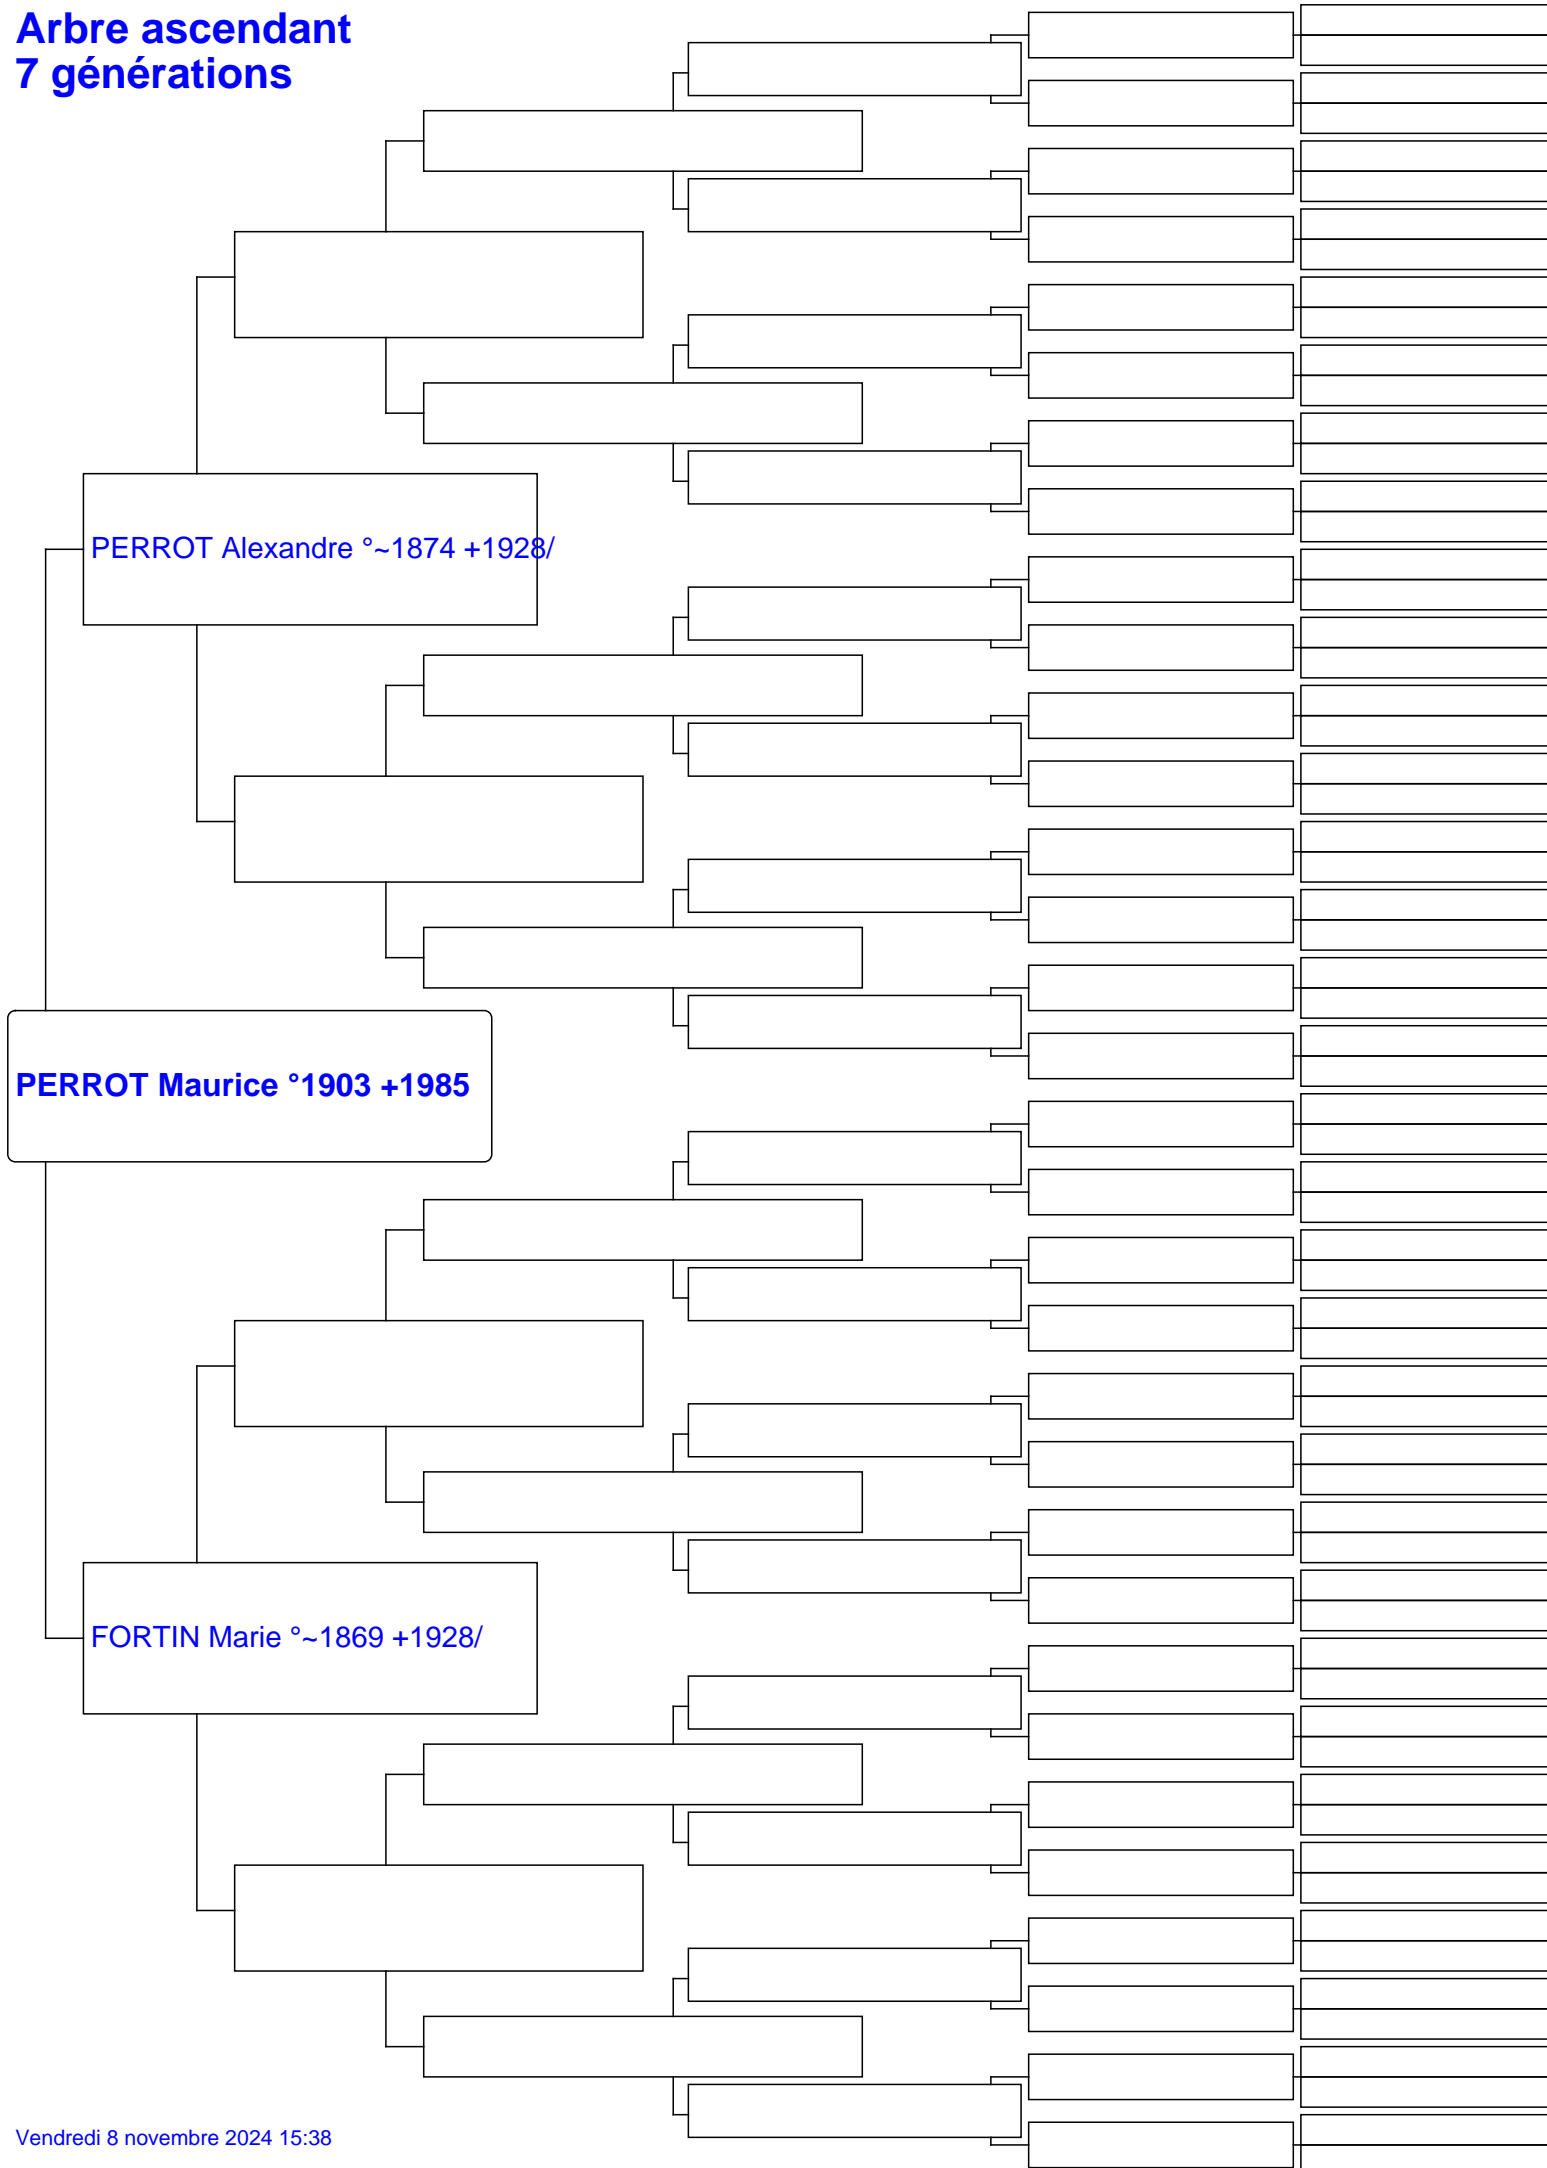 Arbre ascendant
7 générations
PERROT Alexandre °~1874 +1928/
PERROT Maurice °1903 +1985
FORTIN Marie °~1869 +1928/
Vendredi 8 novembre 2024 15:38